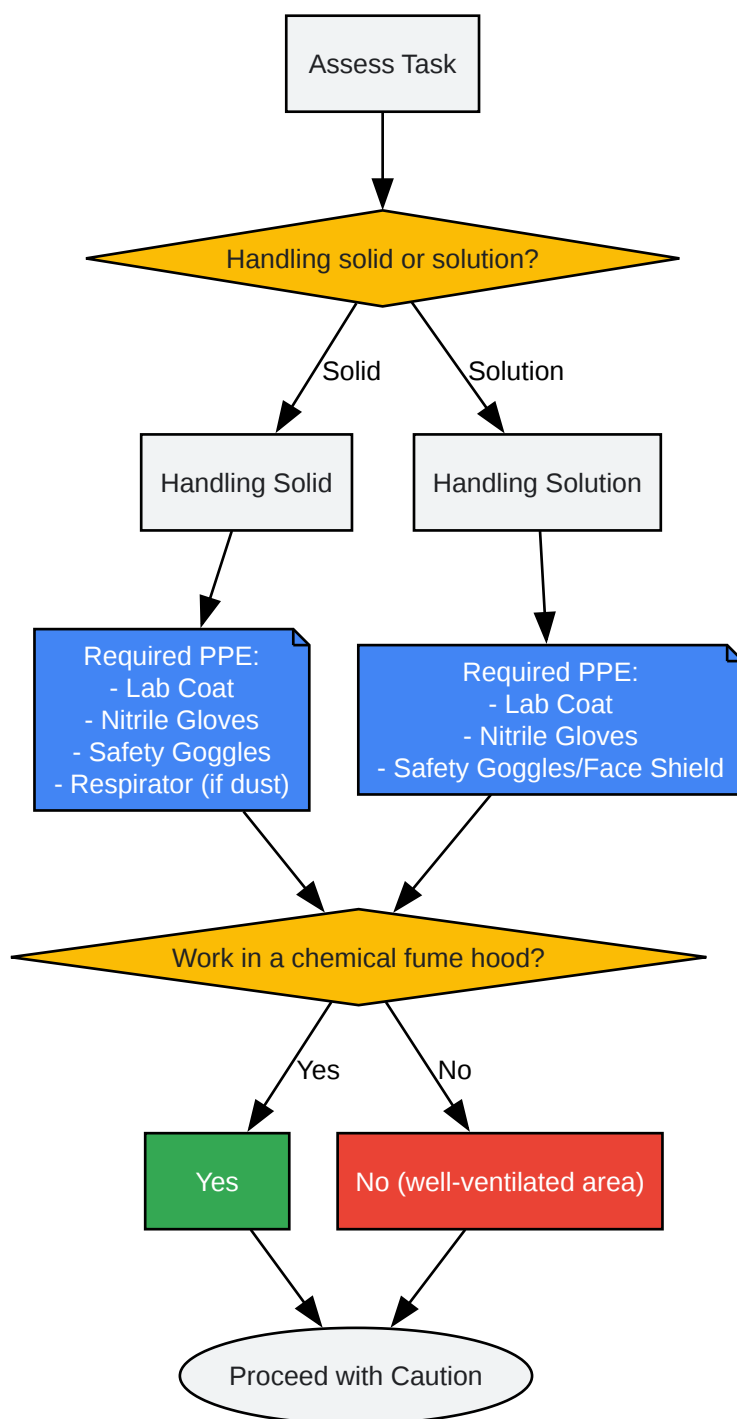 Assess Task
Handling solid or solution?
Solid
Solution
Handling Solid
Handling Solution
Required PPE:
- Lab Coat
- Nitrile Gloves
- Safety Goggles
- Respirator (if dust)
Required PPE:
- Lab Coat
- Nitrile Gloves
- Safety Goggles/Face Shield
Work in a chemical fume hood?
Yes
No
Yes
No (well-ventilated area)
Proceed with Caution